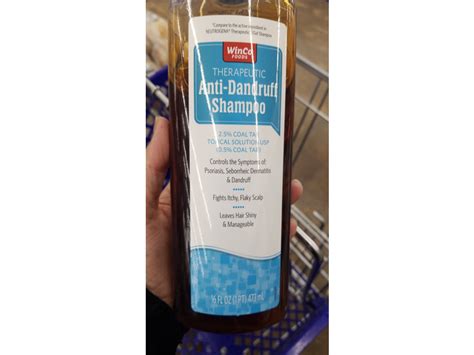 *Compare to the active ingredient in
NEUTROGENA® Therapeutic T/Gel Shampoo
WinCo
FOODS
THERAPEUTIC
Anti-Dandruff
Shampoo
2.5% COAL TAR
TOPICAL SOLUTION USP
(0.5% COAL TAR)
Controls the Symptoms of
Psoriasis, Seborrheic Dermatitis
& Dandruff
Fights Itchy, Flaky Scalp
Leaves Hair Shiny
& Manageable
16 FL OZ (1 PT) 473 mL